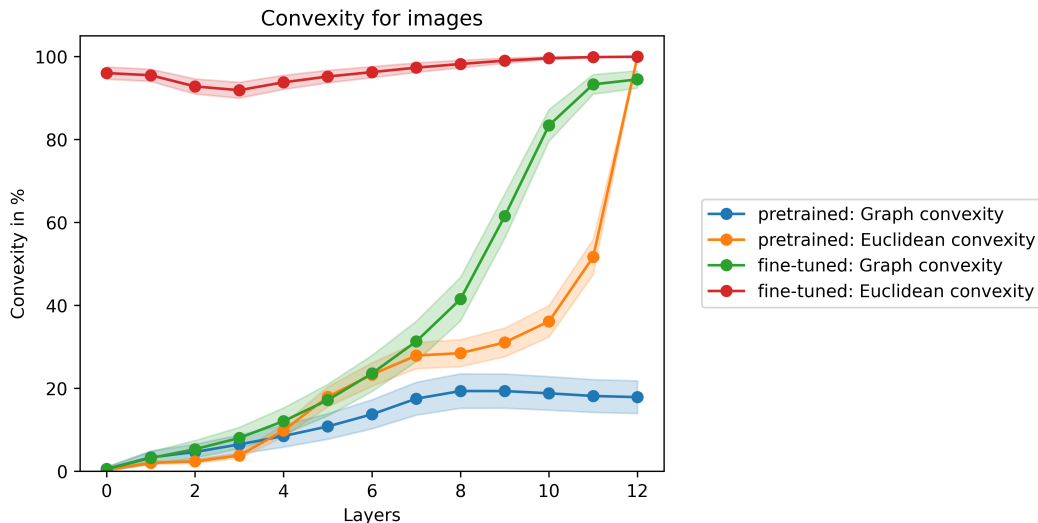 Convexity for images
Convexity in %
100
80
60
40
20
0
0 2 4 6 8 10 12
Layers
pretrained: Graph convexity
pretrained: Euclidean convexity
fine-tuned: Graph convexity
fine-tuned: Euclidean convexity